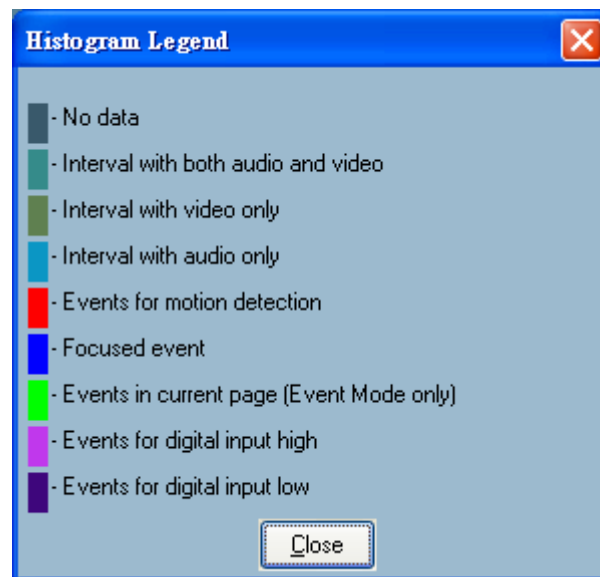 Histogram Legend
- No data
- Interval with both audio and video
- Interval with video only
- Interval with audio only
- Events for motion detection
- Focused event
- Events in current page (Event Mode only)
- Events for digital input high
- Events for digital input low
Close